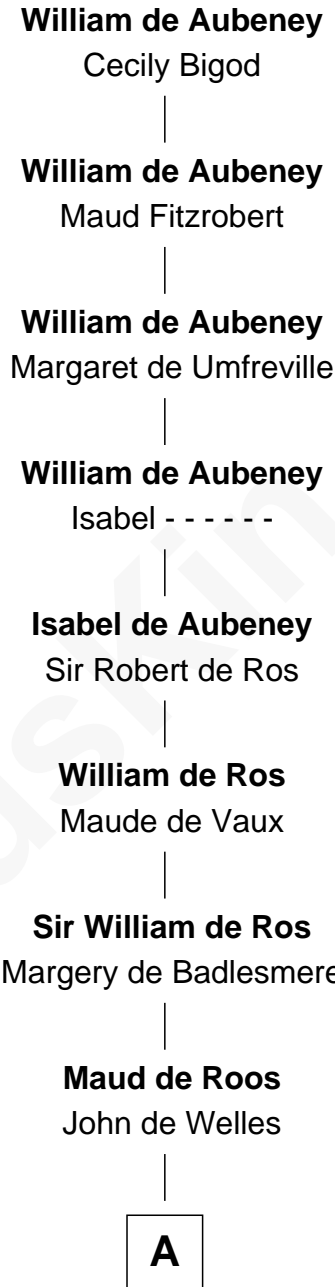 William de Aubeney
Cecily Bigod
William de Aubeney
Maud Fitzrobert
William de Aubeney
Margaret de Umfreville
William de Aubeney
Isabel - - - - - -
Isabel de Aubeney
Sir Robert de Ros
William de Ros
Maude de Vaux
Sir William de Ros
Margery de Badlesmere
Maud de Roos
John de Welles
A